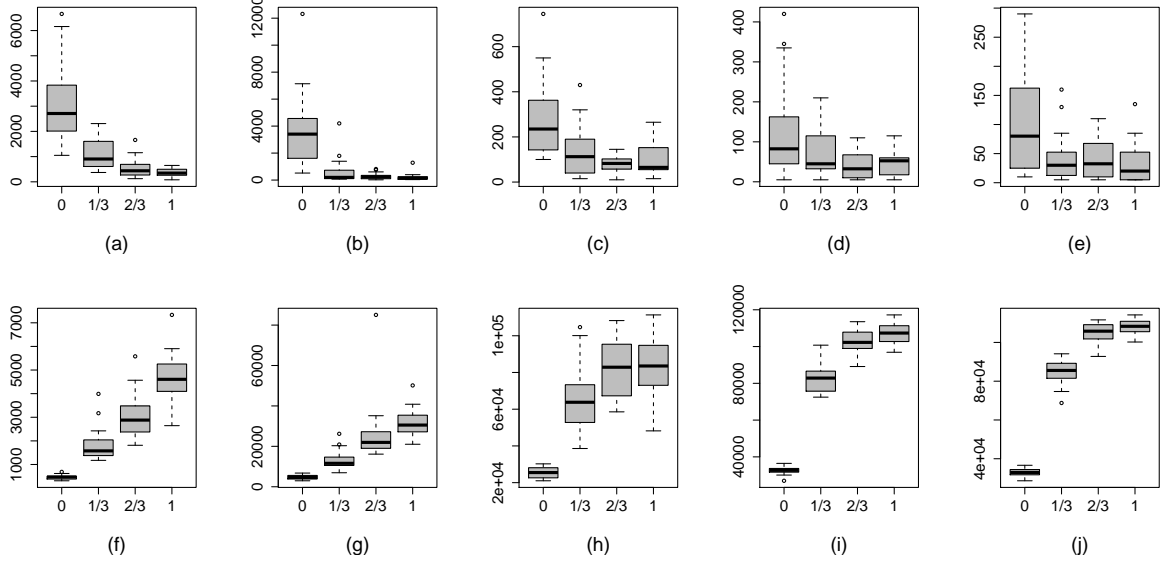 0 2000 4000 6000
0 1/3 2/3 1
(a)
0 4000 8000 12000
0 1/3 2/3 1
(b)
0 200 400 600
0 1/3 2/3 1
(c)
0 100 200 300 400
0 1/3 2/3 1
(d)
0 50 150 250
0 1/3 2/3 1
(e)
1000 3000 5000 7000
0 1/3 2/3 1
(f)
0 20000 40000 60000
0 1/3 2/3 1
(g)
2e+04 6e+04 1e+05
0 1/3 2/3 1
(h)
40000 80000 120000
0 1/3 2/3 1
(i)
4e+04 8e+04
0 1/3 2/3 1
(j)